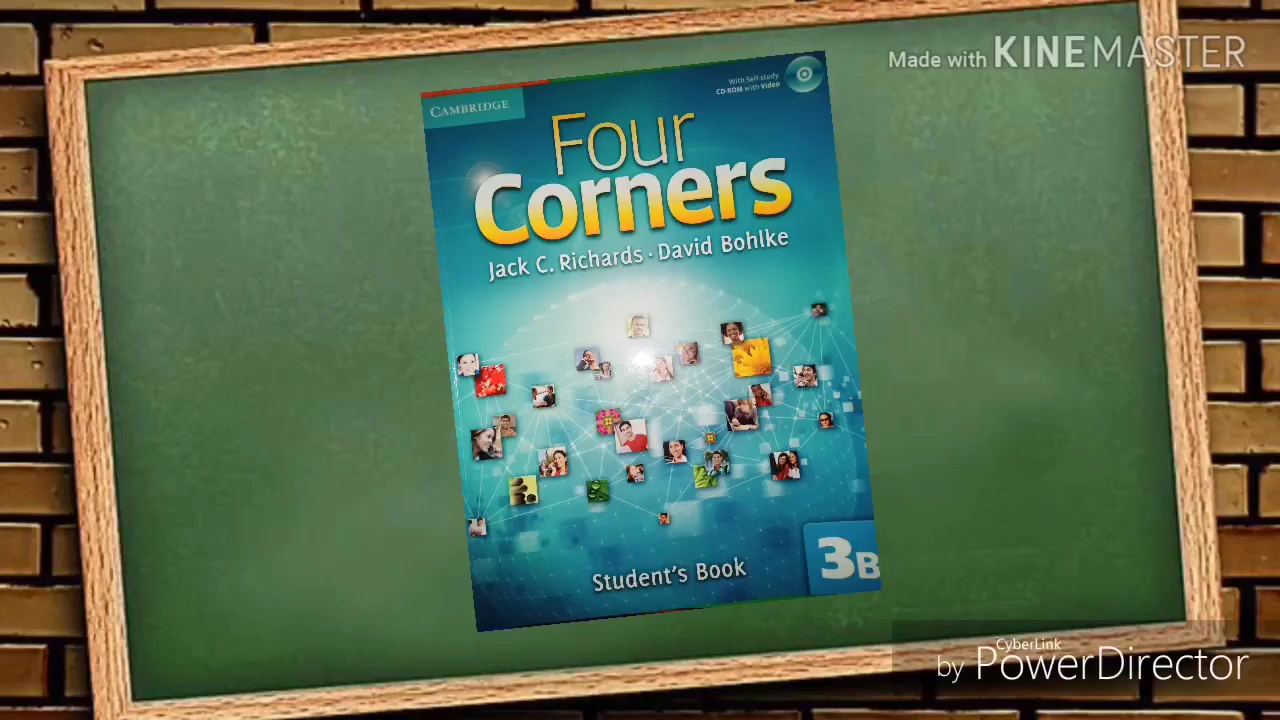 Made with KINEMASTER
CAMBRIDGE
With Self-study
CD-ROM with Video
Four
Corners
Jack C. Richards · David Bohlke
Student's Book
3B
CyberLink
by PowerDirector